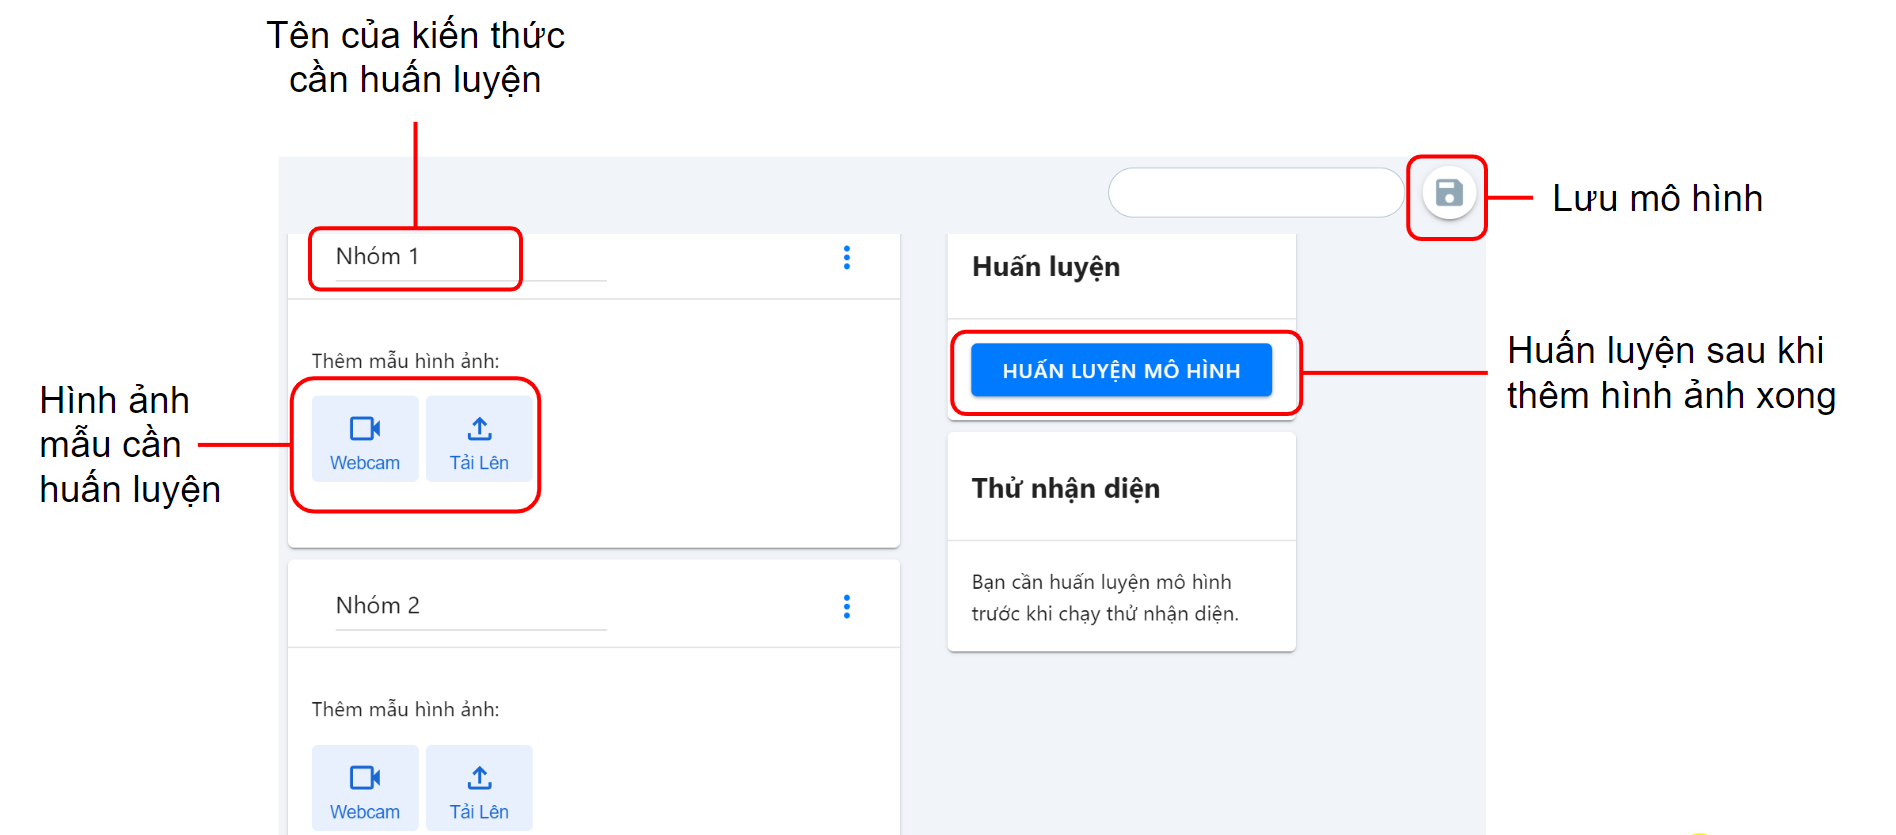 Tên của kiến thức
cần huấn luyện
Lưu mô hình
Nhóm 1
Huấn luyện
Thêm mẫu hình ảnh:
HUẤN LUYỆN MÔ HÌNH
Huấn luyện sau khi
thêm hình ảnh xong
Hình ảnh
mẫu cần
huấn luyện
Webcam
Tải Lên
Thử nhận diện
Bạn cần huấn luyện mô hình
trước khi chạy thử nhận diện.
Nhóm 2
Thêm mẫu hình ảnh:
Webcam
Tải Lên